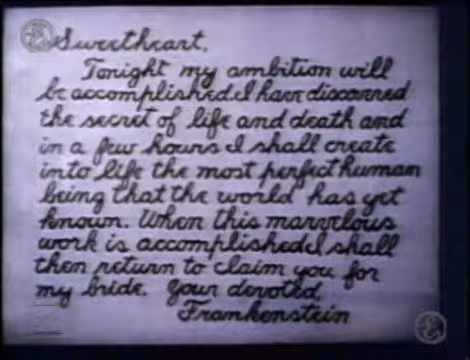 Sweetheart.
Tonight my ambition will
be accomplished. I have discovered
the secret of life and death and
in a few hours I shall create
into life the most perfect human
being that the world has yet
known. When this marvelous
work is accomplished I shall
then return to claim you for
my bride. Your devoted,
Frankenstein